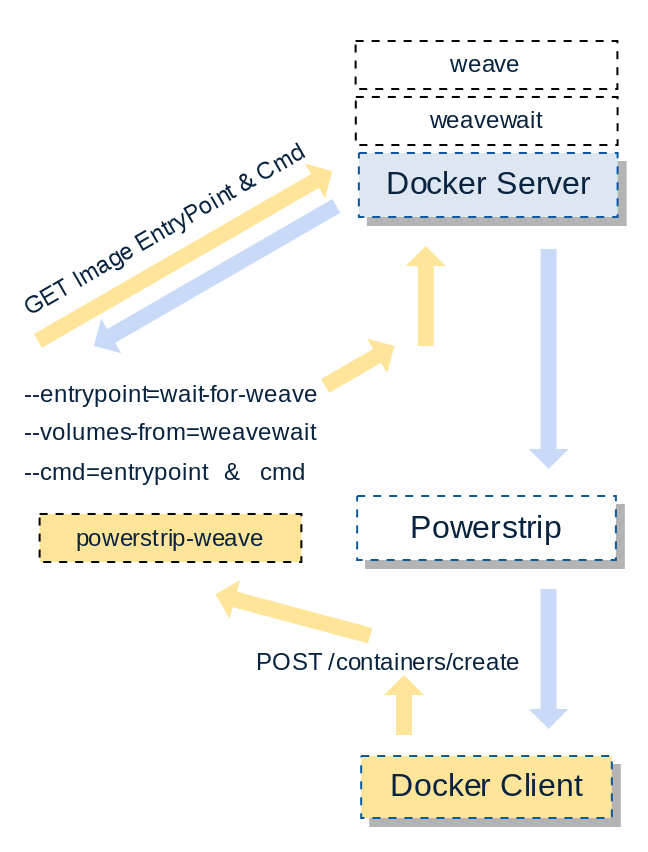 weave
weavewait
Docker Server
GET Image EntryPoint & Cmd
--entrypoint=wait-for-weave
--volumes-from=weavewait
--cmd=entrypoint & cmd
powerstrip-weave
Powerstrip
POST /containers/create
Docker Client